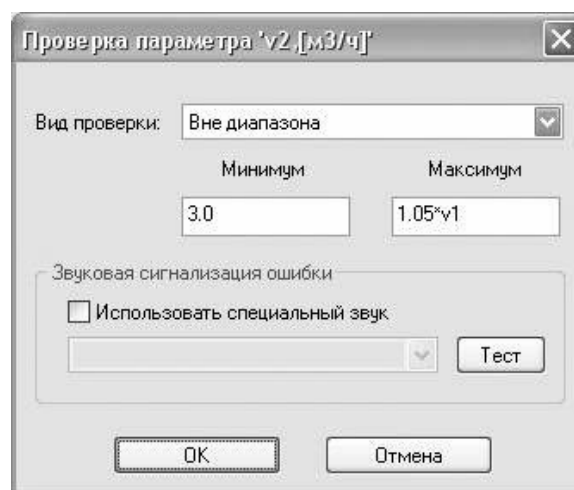 Проверка параметра 'v2,[м3/ч]'
Вид проверки: Вне диапазона
Минимум Максимум
3.0 1.05*v1
Звуковая сигнализация ошибки
Использовать специальный звук
Тест
OK Отмена